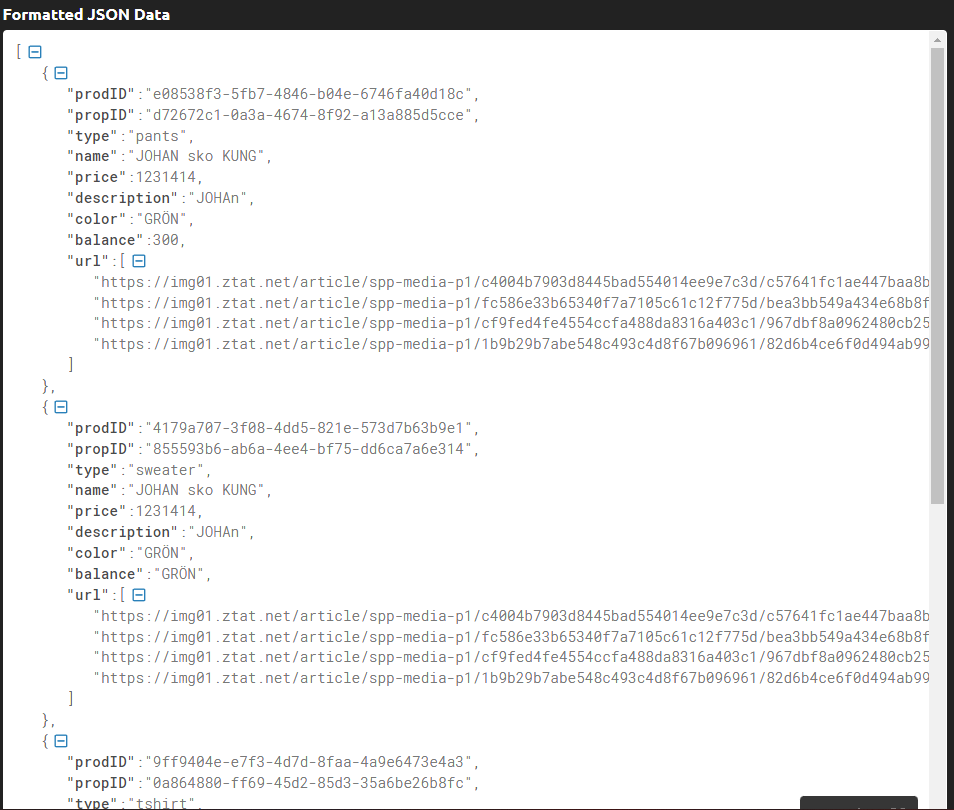 Formatted JSON Data
[
{
"prodID":"e08538f3-5fb7-4846-b04e-6746fa40d18c",
"propID":"d72672c1-0a3a-4674-8f92-a13a885d5cce",
"type":"pants",
"name":"JOHAN sko KUNG",
"price":1231414,
"description":"JOHAn",
"color":"GRÖN",
"balance":300,
"url":[
"https://img01.ztat.net/article/spp-media-p1/c4004b7903d8445bad554014ee9e7c3d/c57641fc1ae447baa8b
"https://img01.ztat.net/article/spp-media-p1/fc586e33b65340f7a7105c61c12f775d/bea3bb549a434e68b8f
"https://img01.ztat.net/article/spp-media-p1/cf9fed4fe4554ccfa488da8316a403c1/967dbf8a0962480cb25
"https://img01.ztat.net/article/spp-media-p1/1b9b29b7abe548c493c4d8f67b096961/82d6b4ce6f0d494ab99
]
},
{
"prodID":"4179a707-3f08-4dd5-821e-573d7b63b9e1",
"propID":"855593b6-ab6a-4ee4-bf75-dd6ca7a6e314",
"type":"sweater",
"name":"JOHAN sko KUNG",
"price":1231414,
"description":"JOHAn",
"color":"GRÖN",
"balance":"GRÖN",
"url":[
"https://img01.ztat.net/article/spp-media-p1/c4004b7903d8445bad554014ee9e7c3d/c57641fc1ae447baa8b
"https://img01.ztat.net/article/spp-media-p1/fc586e33b65340f7a7105c61c12f775d/bea3bb549a434e68b8f
"https://img01.ztat.net/article/spp-media-p1/cf9fed4fe4554ccfa488da8316a403c1/967dbf8a0962480cb25
"https://img01.ztat.net/article/spp-media-p1/1b9b29b7abe548c493c4d8f67b096961/82d6b4ce6f0d494ab99
]
},
{
"prodID":"9ff9404e-e7f3-4d7d-8faa-4a9e6473e4a3",
"propID":"0a864880-ff69-45d2-85d3-35a6be26b8fc",
"type":"tshirt",